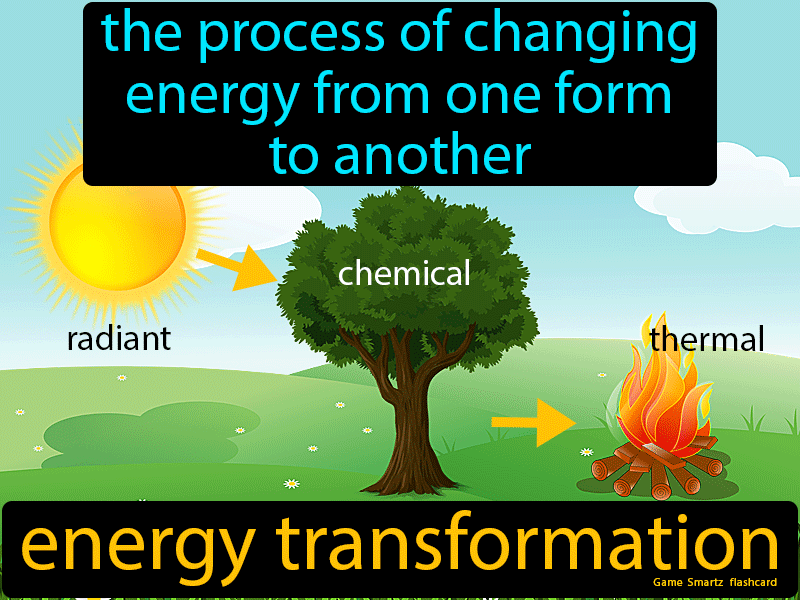 the process of changing
energy from one form
to another
chemical
radiant
thermal
energy transformation
Game Smartz flashcard